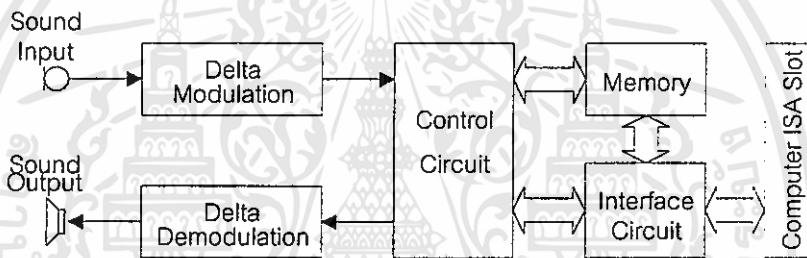 Sound
Input
Delta
Modulation
Control
Circuit
Memory
Computer ISA Slot
Sound
Output
Delta
Demodulation
Interface
Circuit